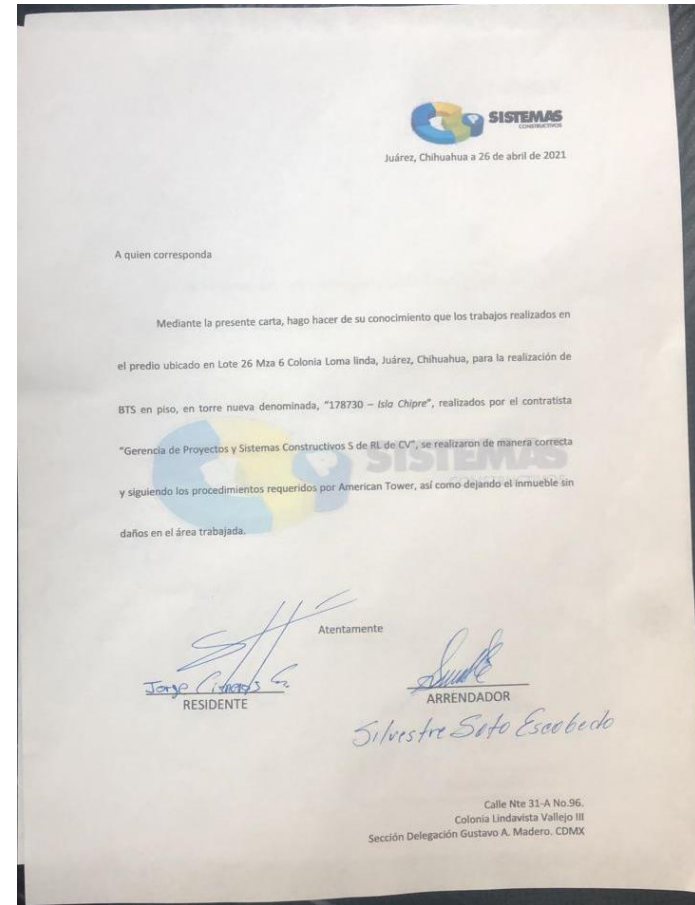 SISTEMAS
CONSTRUCTIVOS
Juárez, Chihuahua a 26 de abril de 2021
A quien corresponda
Mediante la presente carta, hago hacer de su conocimiento que los trabajos realizados en
el predio ubicado en Lote 26 Mza 6 Colonia Loma linda, Juárez, Chihuahua, para la realización de
BTS en piso, en torre nueva denominada, "178730 – Isla Chipre", realizados por el contratista
"Gerencia de Proyectos y Sistemas Constructivos S de RL de CV", se realizaron de manera correcta
y siguiendo los procedimientos requeridos por American Tower, así como dejando el inmueble sin
daños en el área trabajada.
SISTEMAS
Atentamente
Jorge
RESIDENTE
ARRENDADOR
Silvestre Soto Escobedo
Calle Nte 31-A No.96.
Colonia Lindavista Vallejo III
Sección Delegación Gustavo A. Madero. CDMX